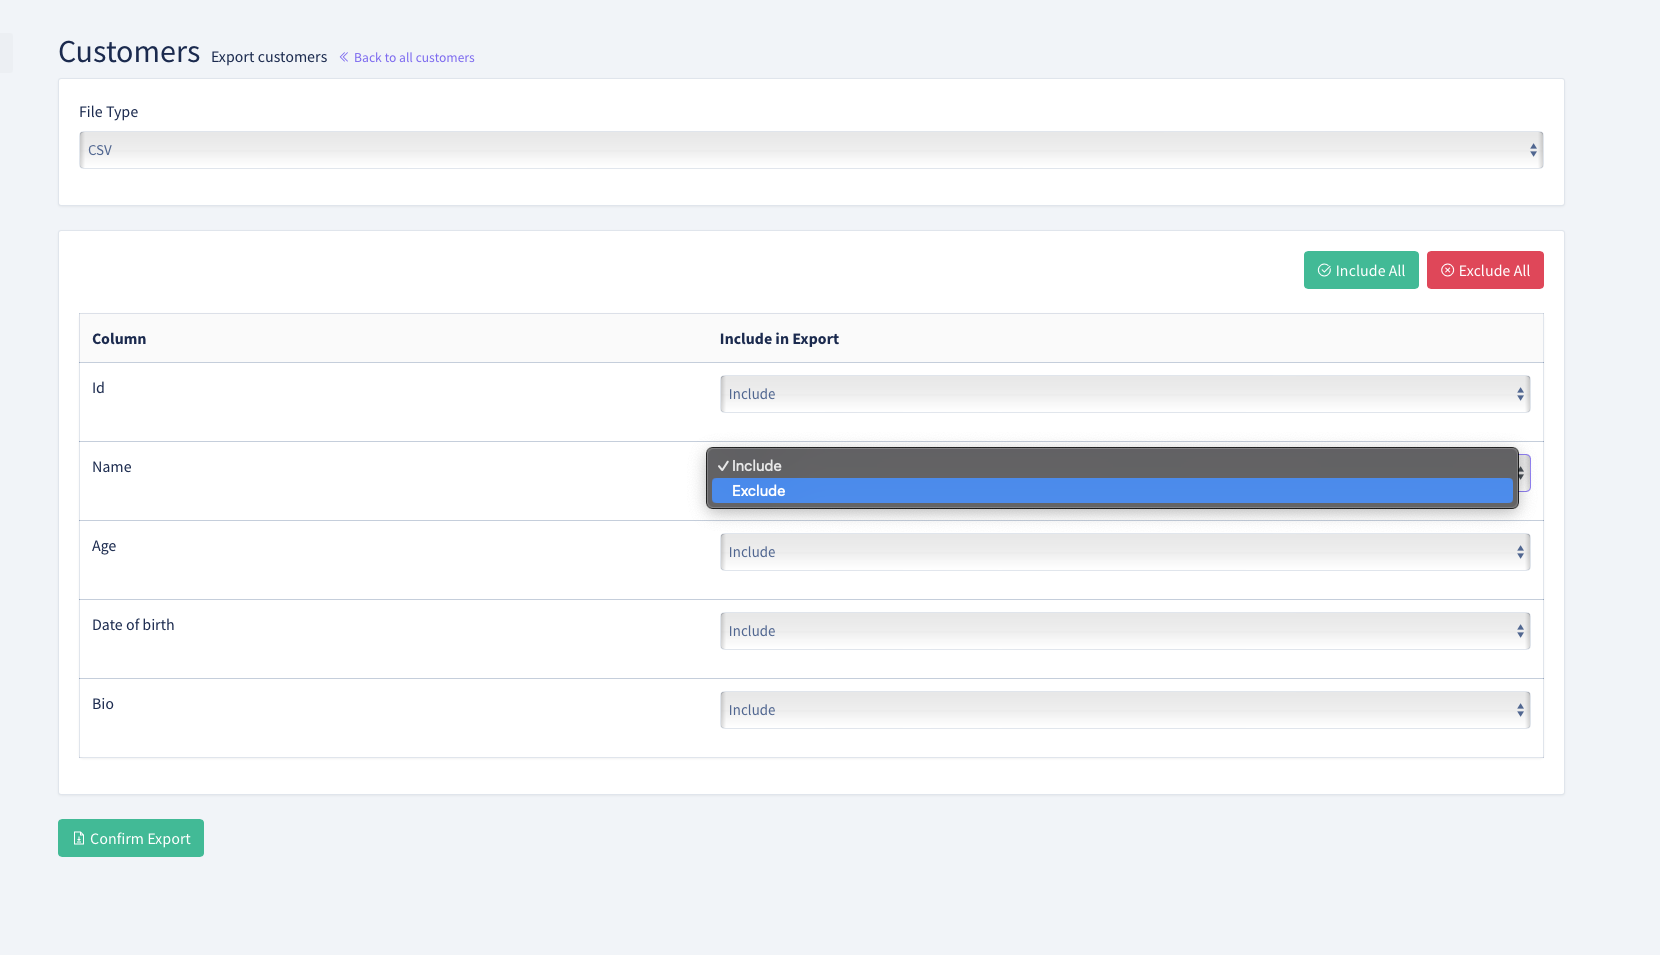 Customers Export customers « Back to all customers
File Type
CSV
Include All Exclude All
Column Include in Export
Id Include
Name ✓ Include
Exclude
Age Include
Date of birth Include
Bio Include
Confirm Export